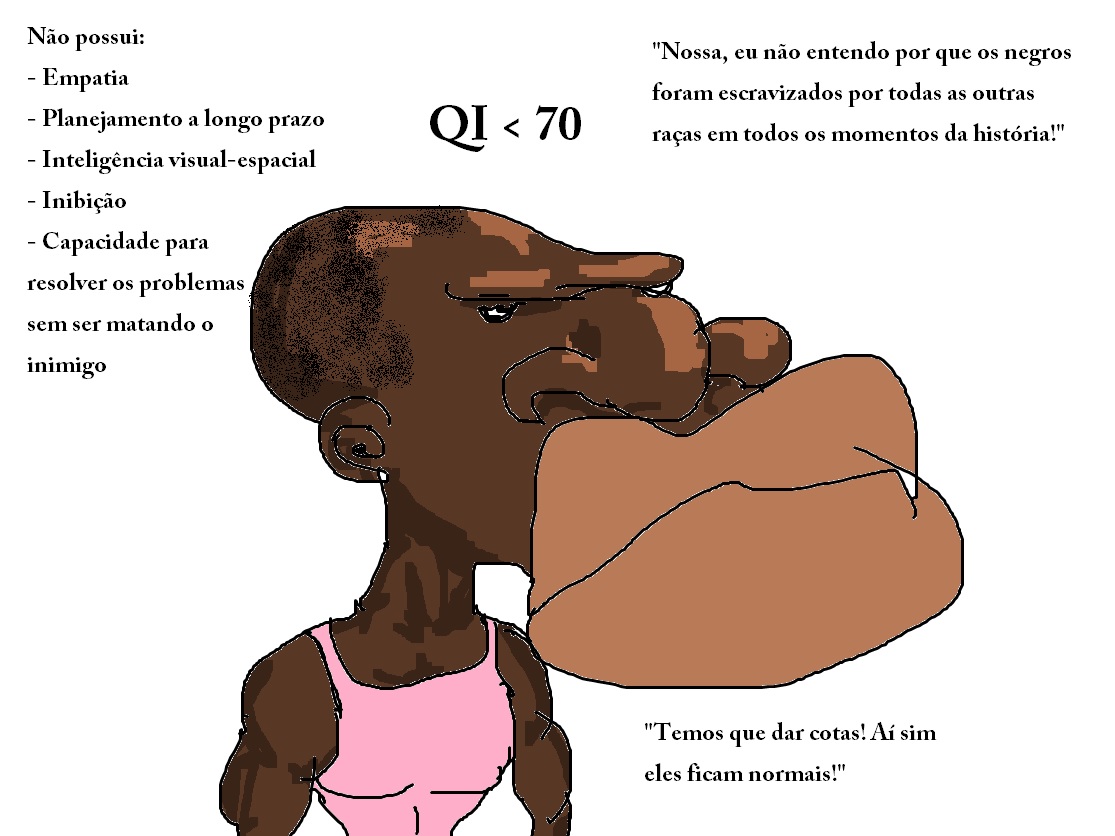 Não possui:
- Empatia
- Planejamento a longo prazo
- Inteligência visual-espacial
- Inibição
- Capacidade para
resolver os problemas
sem ser matando o
inimigo
QI < 70
"Nossa, eu não entendo por que os negros
foram escravizados por todas as outras
raças em todos os momentos da história!"
"Temos que dar cotas! Aí sim
eles ficam normais!"